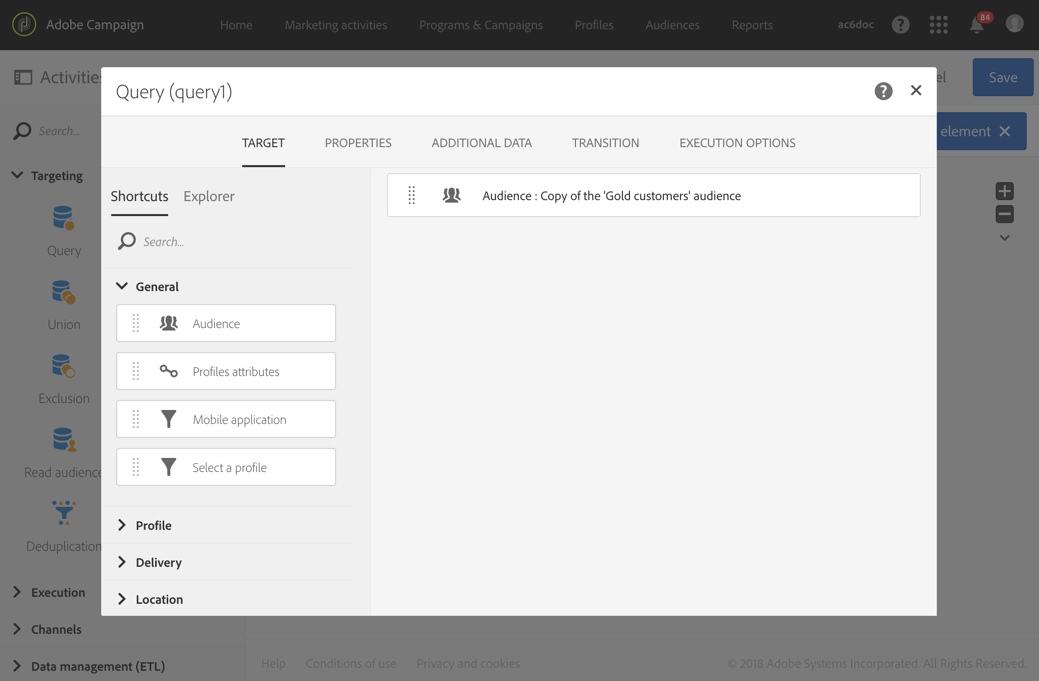 Adobe Campaign
Home
Marketing activities
Programs & Campaigns
Profiles
Audiences
Reports
ac6doc
84
Activitie
el
Save
Query (query1)
Search..
element
TARGET
PROPERTIES
ADDITIONAL DATA
TRANSITION
EXECUTION OPTIONS
Targeting
Shortcuts
Explorer
Audience : Copy of the 'Gold customers' audience
Search...
Query
General
Union
Audience
Profiles attributes
Exclusion
Mobile application
Read audience
Select a profile
Profile
Deduplication
Delivery
Execution
Location
Channels
Data management (ETL)
Help
Conditions of use
Privacy and cookies
© 2018 Adobe Systems Incorporated. All Rights Reserved.